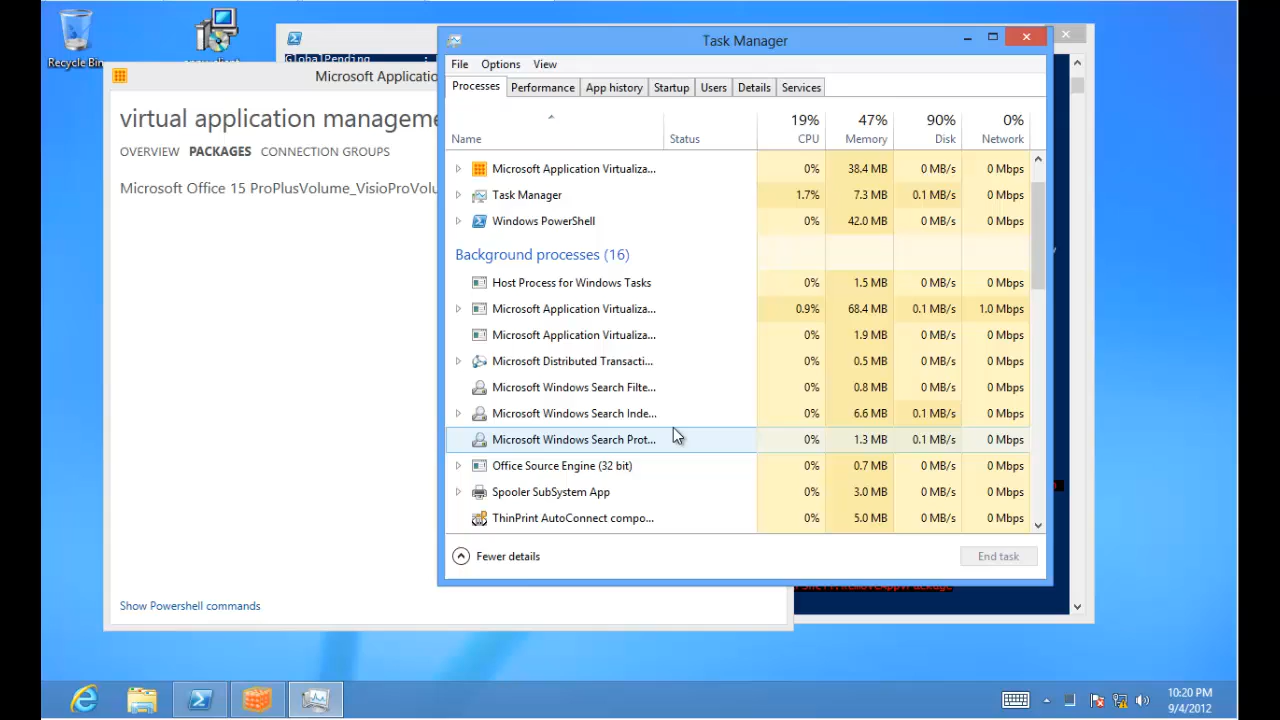 Recycle Bin
GlobalPending :
Microsoft Applicatio
virtual application manageme
OVERVIEW PACKAGES CONNECTION GROUPS
Microsoft Office 15 ProPlusVolume_VisioProVolu
Show Powershell commands
Task Manager
File Options View
Processes Performance App history Startup Users Details Services
19% 47% 90% 0%
Name Status CPU Memory Disk Network
Microsoft Application Virtualiza... 0% 38.4 MB 0 MB/s 0 Mbps
Task Manager 1.7% 7.3 MB 0.1 MB/s 0 Mbps
Windows PowerShell 0% 42.0 MB 0 MB/s 0 Mbps
Background processes (16)
Host Process for Windows Tasks 0% 1.5 MB 0 MB/s 0 Mbps
Microsoft Application Virtualiza... 0.9% 68.4 MB 0.1 MB/s 1.0 Mbps
Microsoft Application Virtualiza... 0% 1.9 MB 0 MB/s 0 Mbps
Microsoft Distributed Transacti... 0% 0.5 MB 0 MB/s 0 Mbps
Microsoft Windows Search Filte... 0% 0.8 MB 0 MB/s 0 Mbps
Microsoft Windows Search Inde... 0% 6.6 MB 0.1 MB/s 0 Mbps
Microsoft Windows Search Prot... 0% 1.3 MB 0.1 MB/s 0 Mbps
Office Source Engine (32 bit) 0% 0.7 MB 0 MB/s 0 Mbps
Spooler SubSystem App 0% 3.0 MB 0 MB/s 0 Mbps
ThinPrint AutoConnect compo... 0% 5.0 MB 0 MB/s 0 Mbps
Fewer details End task
10:20 PM
9/4/2012